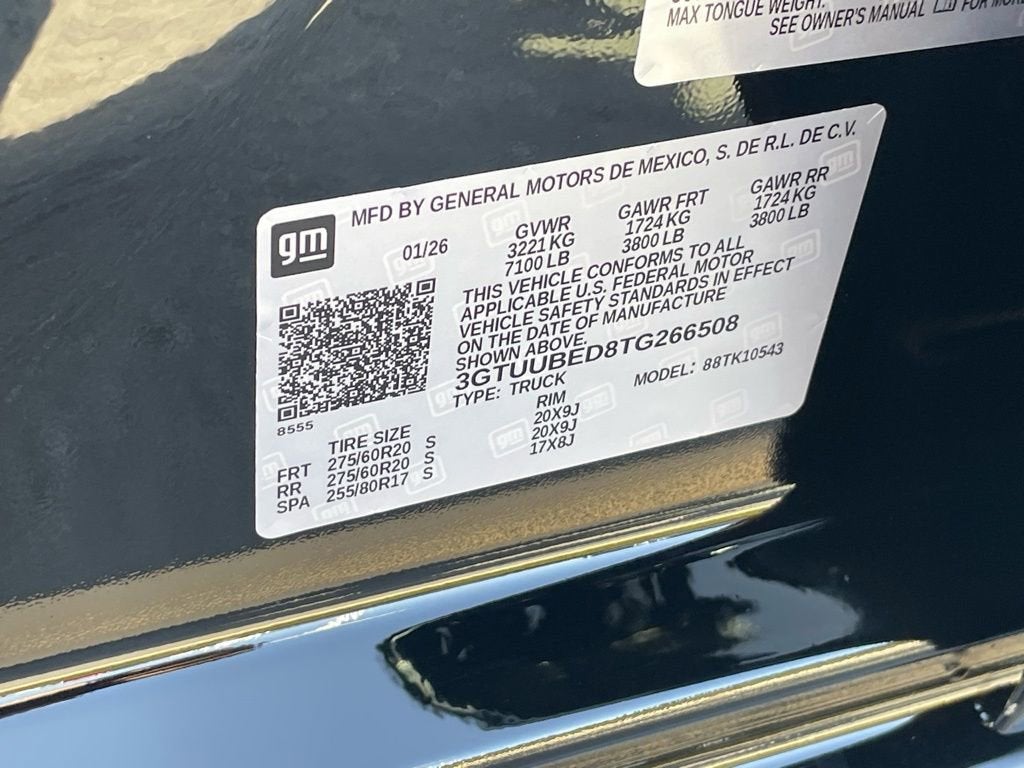 MAX TONGUE WEIGHT:
SEE OWNER'S MANUAL FOR MORE
gm MFD BY GENERAL MOTORS DE MEXICO, S. DE R.L. DE C.V.
01/26 GVWR GAWR FRT GAWR RR
3221 KG 1724 KG 1724 KG
7100 LB 3800 LB 3800 LB
THIS VEHICLE CONFORMS TO ALL
APPLICABLE U.S. FEDERAL MOTOR
VEHICLE SAFETY STANDARDS IN EFFECT
ON THE DATE OF MANUFACTURE
SHOWN ABOVE.
3GTUUBED8TG266508
TYPE: TRUCK MODEL: 88TK10543
8555
TIRE SIZE RIM
FRT 275/60R20 S 20X9J
RR 275/60R20 S 20X9J
SPA 255/80R17 S 17X8J